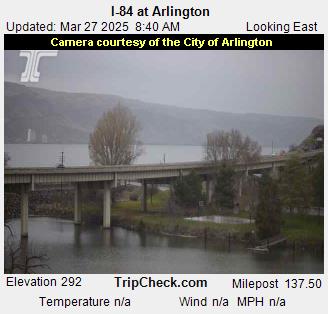 I-84 at Arlington
Updated: Mar 27 2025 8:40 AM Looking East
Camera courtesy of the City of Arlington
Elevation 292 TripCheck.com Milepost 137.50
Temperature n/a Wind n/a MPH n/a